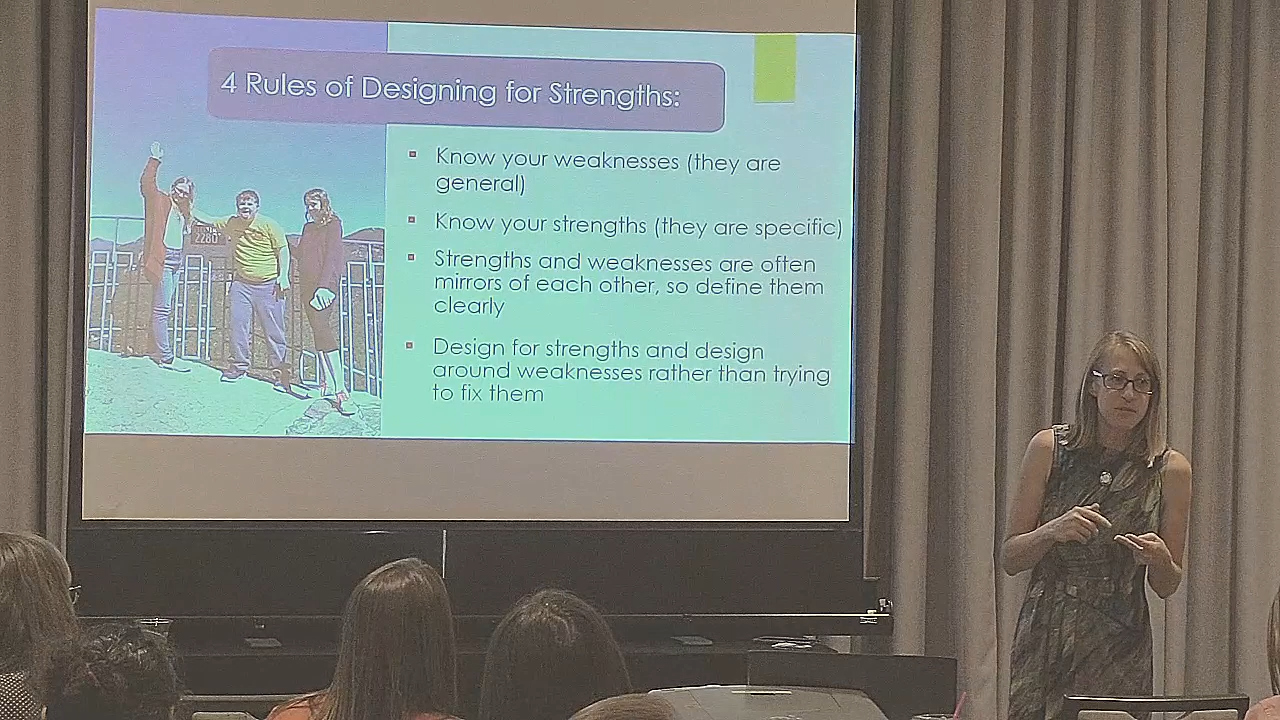 4 Rules of Designing for Strengths:
Know your weaknesses (they are
general)
Know your strengths (they are specific)
Strengths and weaknesses are often
mirrors of each other, so define them
clearly
Design for strengths and design
around weaknesses rather than trying
to fix them
2280